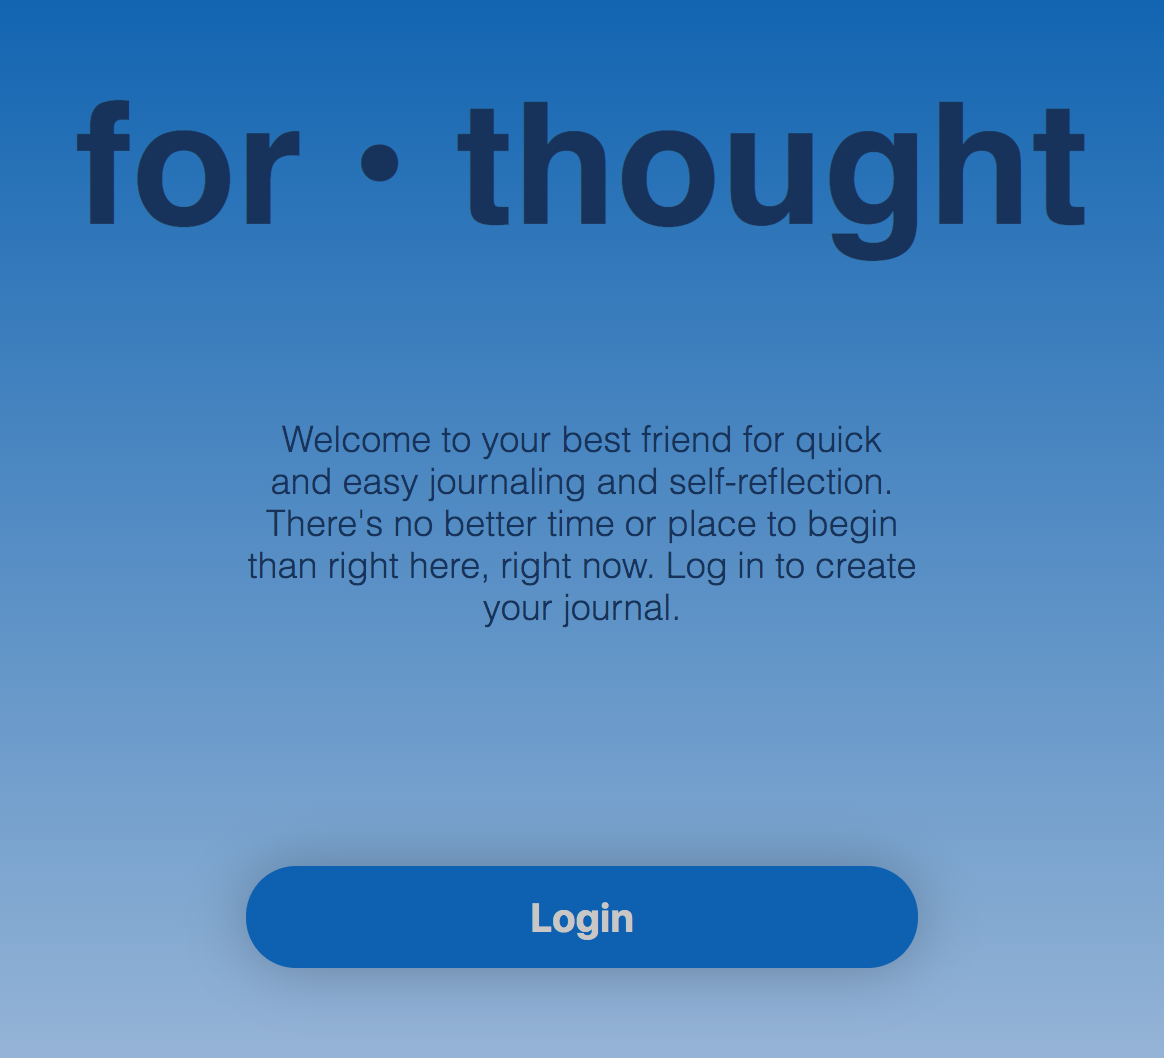 for • thought
Welcome to your best friend for quick
and easy journaling and self-reflection.
There's no better time or place to begin
than right here, right now. Log in to create
your journal.
Login